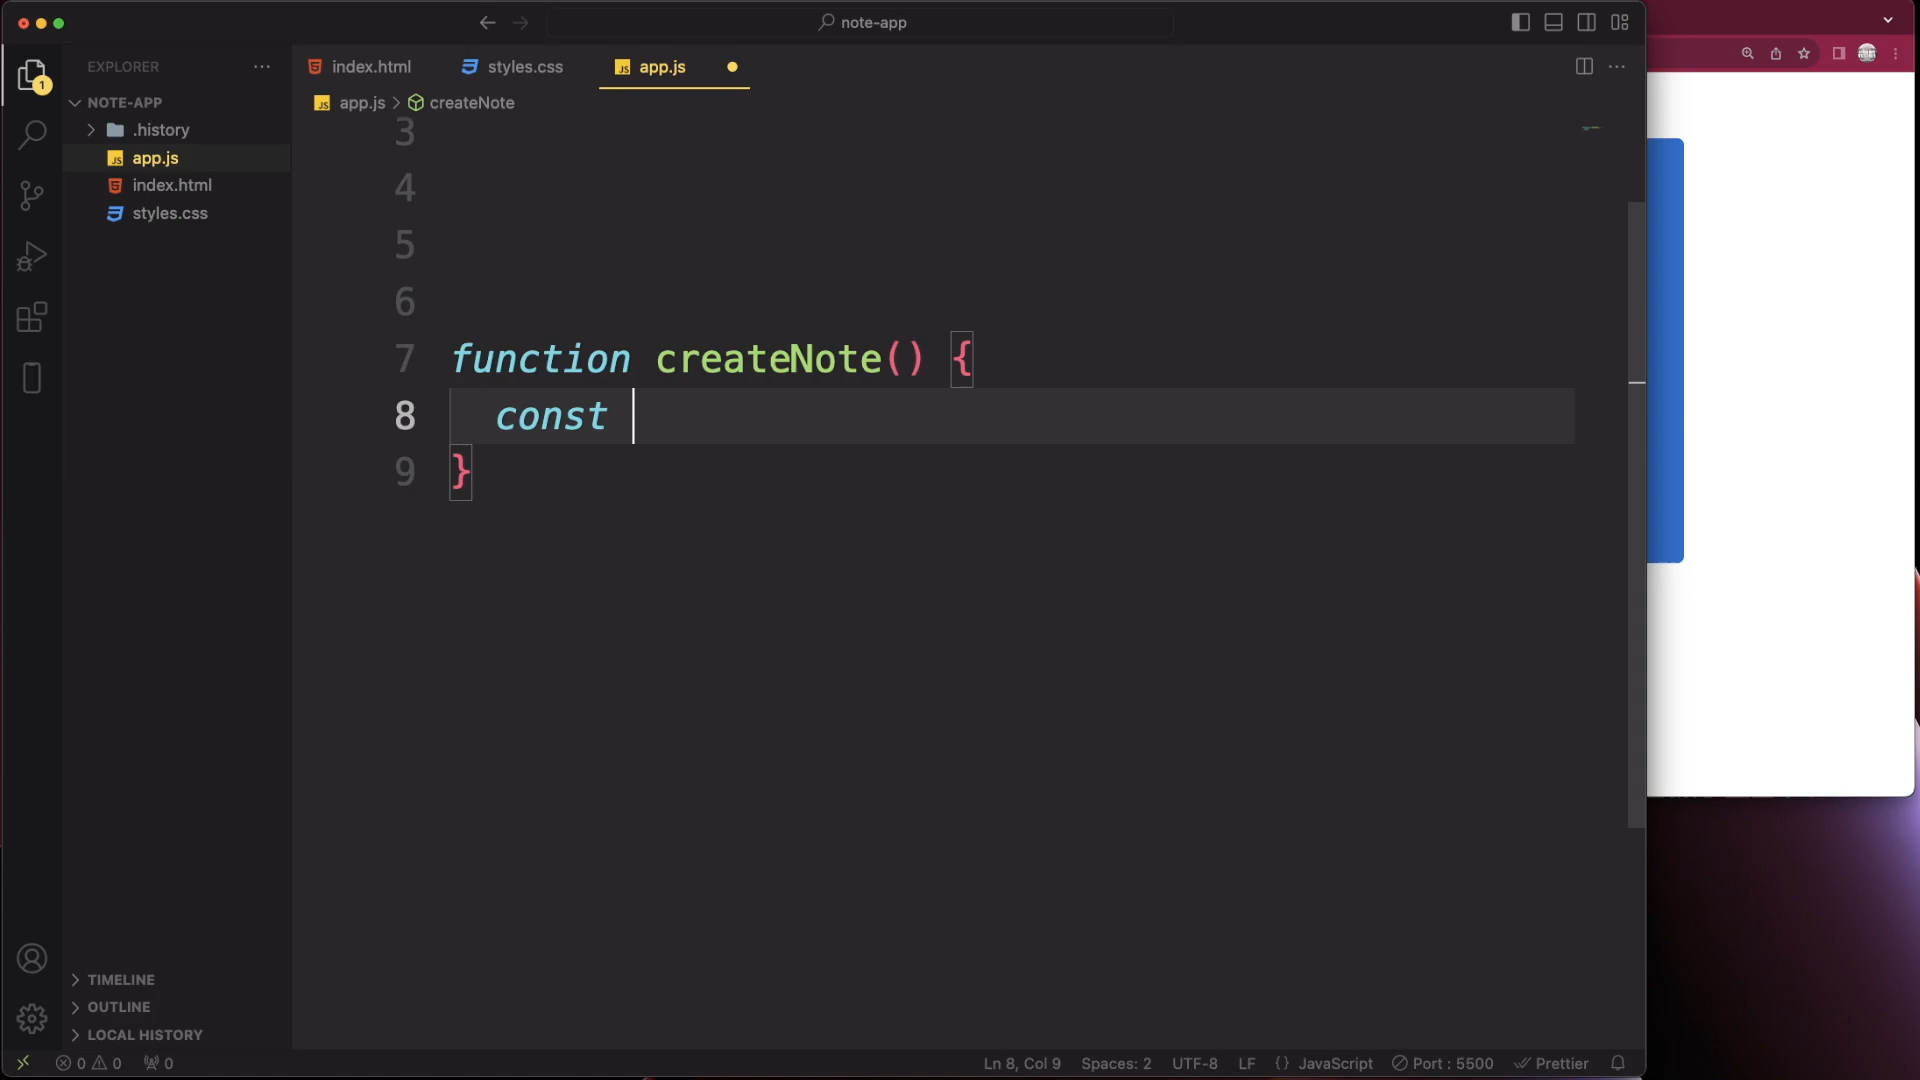 note-app
EXPLORER
index.html
styles.css
app.js
NOTE-APP
app.js > createNote
.history
app.js
index.html
styles.css
1
3
4
5
6
7 function createNote() {
8 const
9 }
TIMELINE
OUTLINE
LOCAL HISTORY
0 0 0
Ln 8, Col 9 Spaces: 2 UTF-8 LF {} JavaScript Port : 5500 Prettier